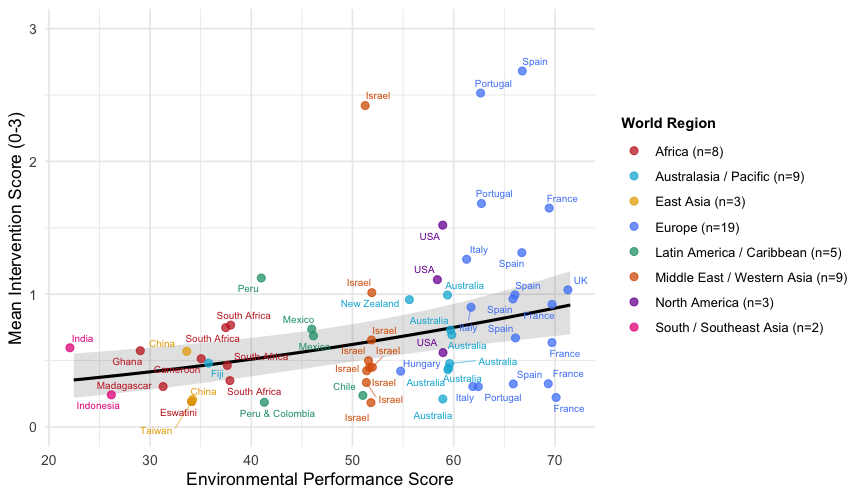 3
2
1
0
Mean Intervention Score (0-3)
20
30
40
50
60
70
Environmental Performance Score
Spain
Portugal
Israel
Portugal
France
USA
Italy
Spain
USA
Peru
Israel
New Zealand
Australia
Spain
UK
South Africa
South Africa
Mexico
Mexico
Israel
Australia
Italy
Spain
France
Spain
India
Ghana
China
Cameroon
South Africa
Fiji
Israel
Israel
Israel
Hungary
USA
Australia
Australia
France
Madagascar
Indonesia
China
Eswatini
Taiwan
South Africa
Peru & Colombia
Chile
Israel
Israel
Israel
Australia
Australia
Australia
Italy
Portugal
Spain
France
France
World Region
Africa (n=8)
Australasia / Pacific (n=9)
East Asia (n=3)
Europe (n=19)
Latin America / Caribbean (n=5)
Middle East / Western Asia (n=9)
North America (n=3)
South / Southeast Asia (n=2)